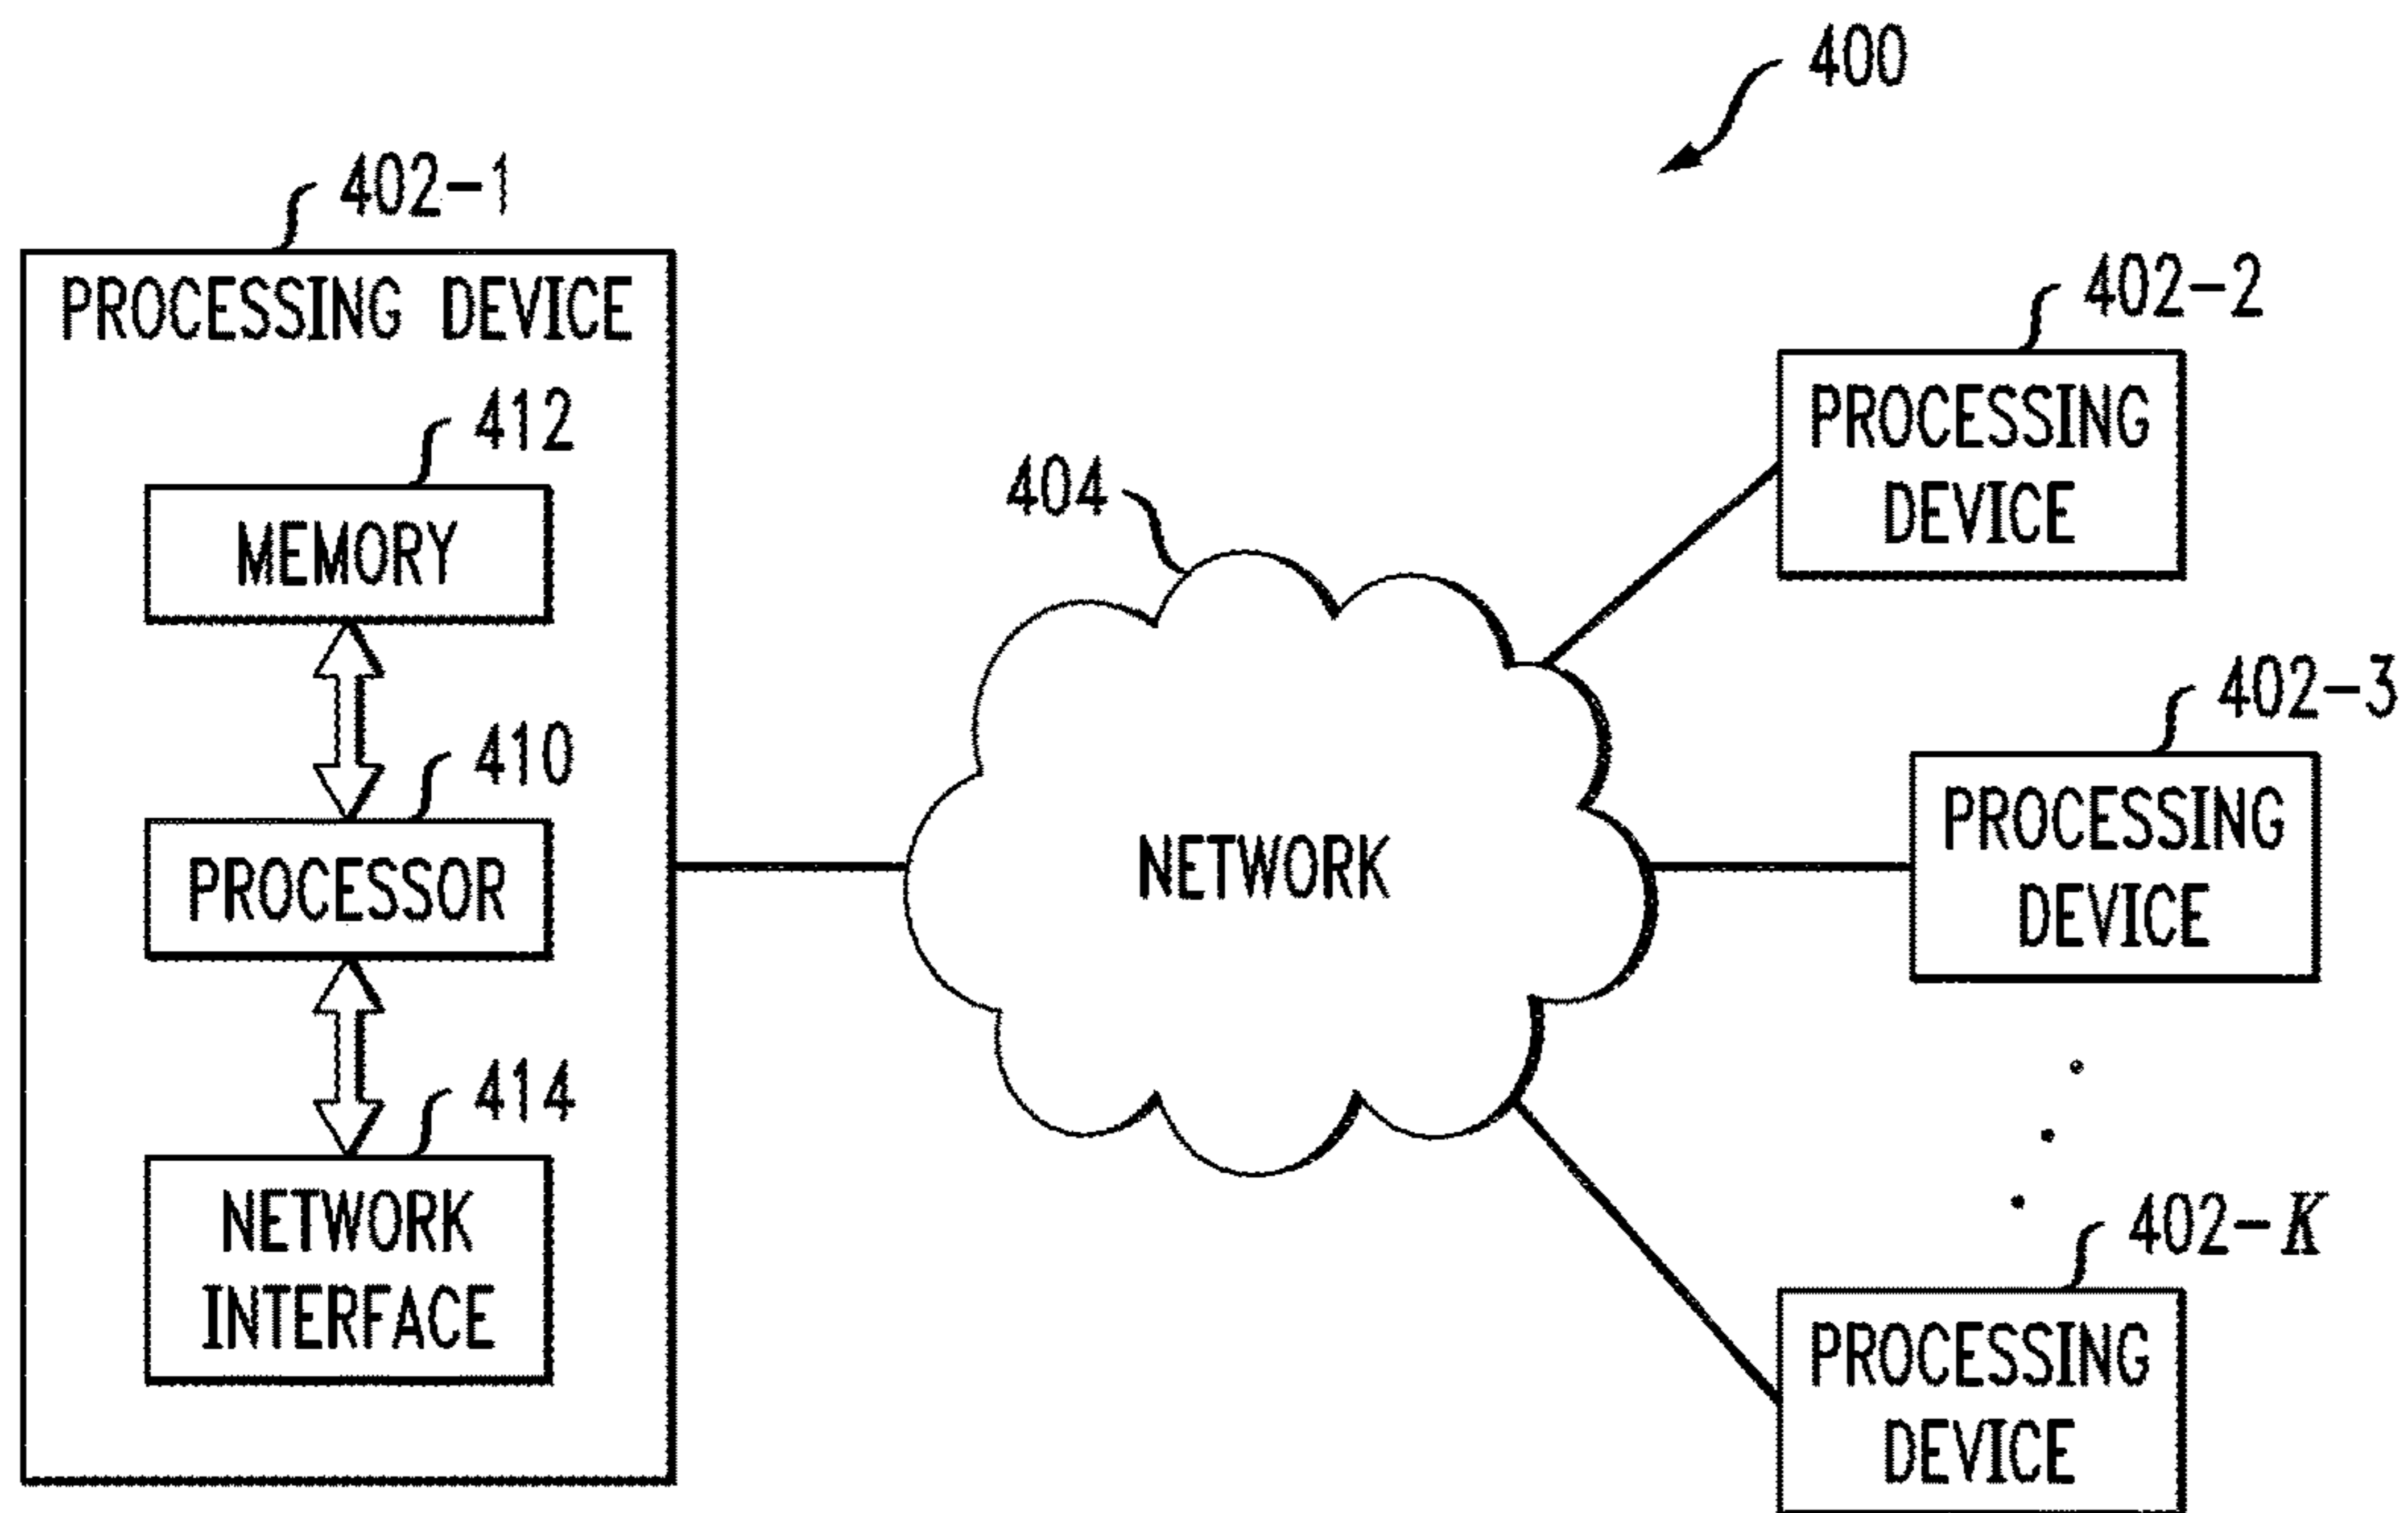 400
402-1
PROCESSING DEVICE
412
MEMORY
410
PROCESSOR
414
NETWORK
INTERFACE
404
NETWORK
402-2
PROCESSING
DEVICE
402-3
PROCESSING
DEVICE
402-K
PROCESSING
DEVICE